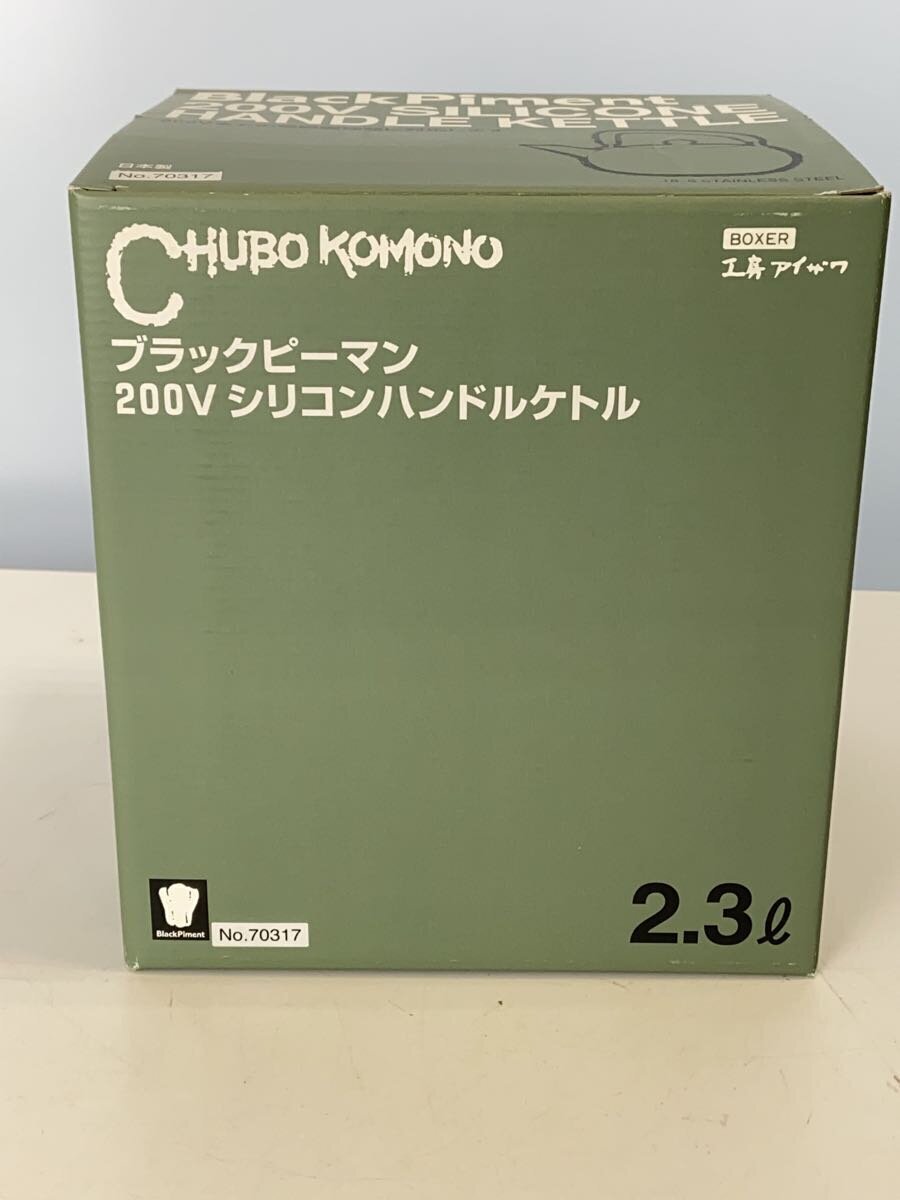 BlackPiment
200V SILICONE
HANDLE KETTLE
日本製
No.70317
18-8 STAINLESS STEEL
CHUBO KOMONO
BOXER
工房アイザワ
ブラックピーマン
200V シリコンハンドルケトル
BlackPiment
No.70317
2.3ℓ